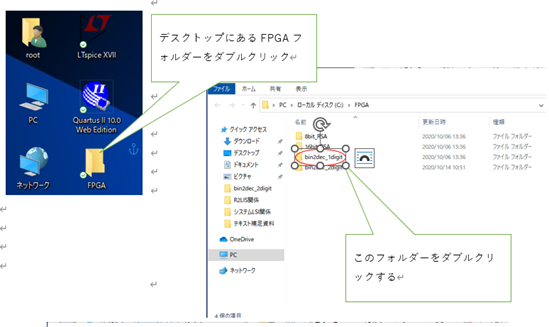 デスクトップにある FPGA フ
ォルダーをダブルクリック
root
LTspice XVII
PC
Quartus II 10.0
Web Edition
ネットワーク
FPGA
ファイル ホーム 共有 表示
PC › ローカル ディスク (C:) › FPGA
名前 更新日時 種類
クイック アクセス
ダウンロード
デスクトップ
ドキュメント
ピクチャ
bin2dec_2digit
R2LIS関係
システムLSI関係
テキスト補足資料
OneDrive
PC
ネットワーク
4 個の項目
8bit_RSA 2020/10/06 13:36 ファイル フォルダー
2020/10/06 13:36 ファイル フォルダー
bin2dec_1digit 2020/10/06 13:36 ファイル フォルダー
bin2dec_2digit 2020/10/14 10:51 ファイル フォルダー
このフォルダーをダブルクリ
ックする